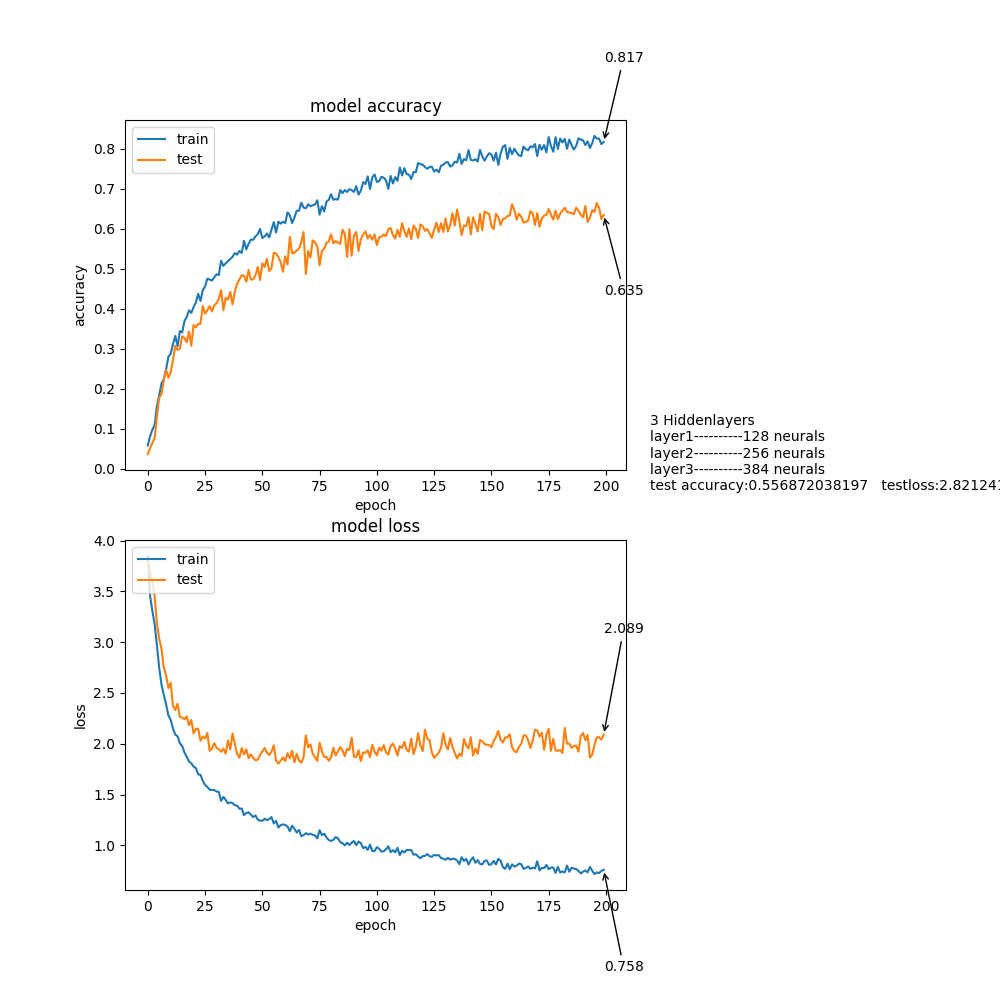 0.817
model accuracy
train
test
0.8
0.7
0.6
0.5
0.4
0.3
0.2
0.1
0.0
accuracy
0.635
0 25 50 75 100 125 150 175 200
epoch
3 Hiddenlayers
layer1----------128 neurals
layer2----------256 neurals
layer3----------384 neurals
test accuracy:0.556872038197 testloss:2.821241
model loss
train
test
4.0
3.5
3.0
2.5
2.0
1.5
1.0
loss
2.089
0 25 50 75 100 125 150 175 200
epoch
0.758